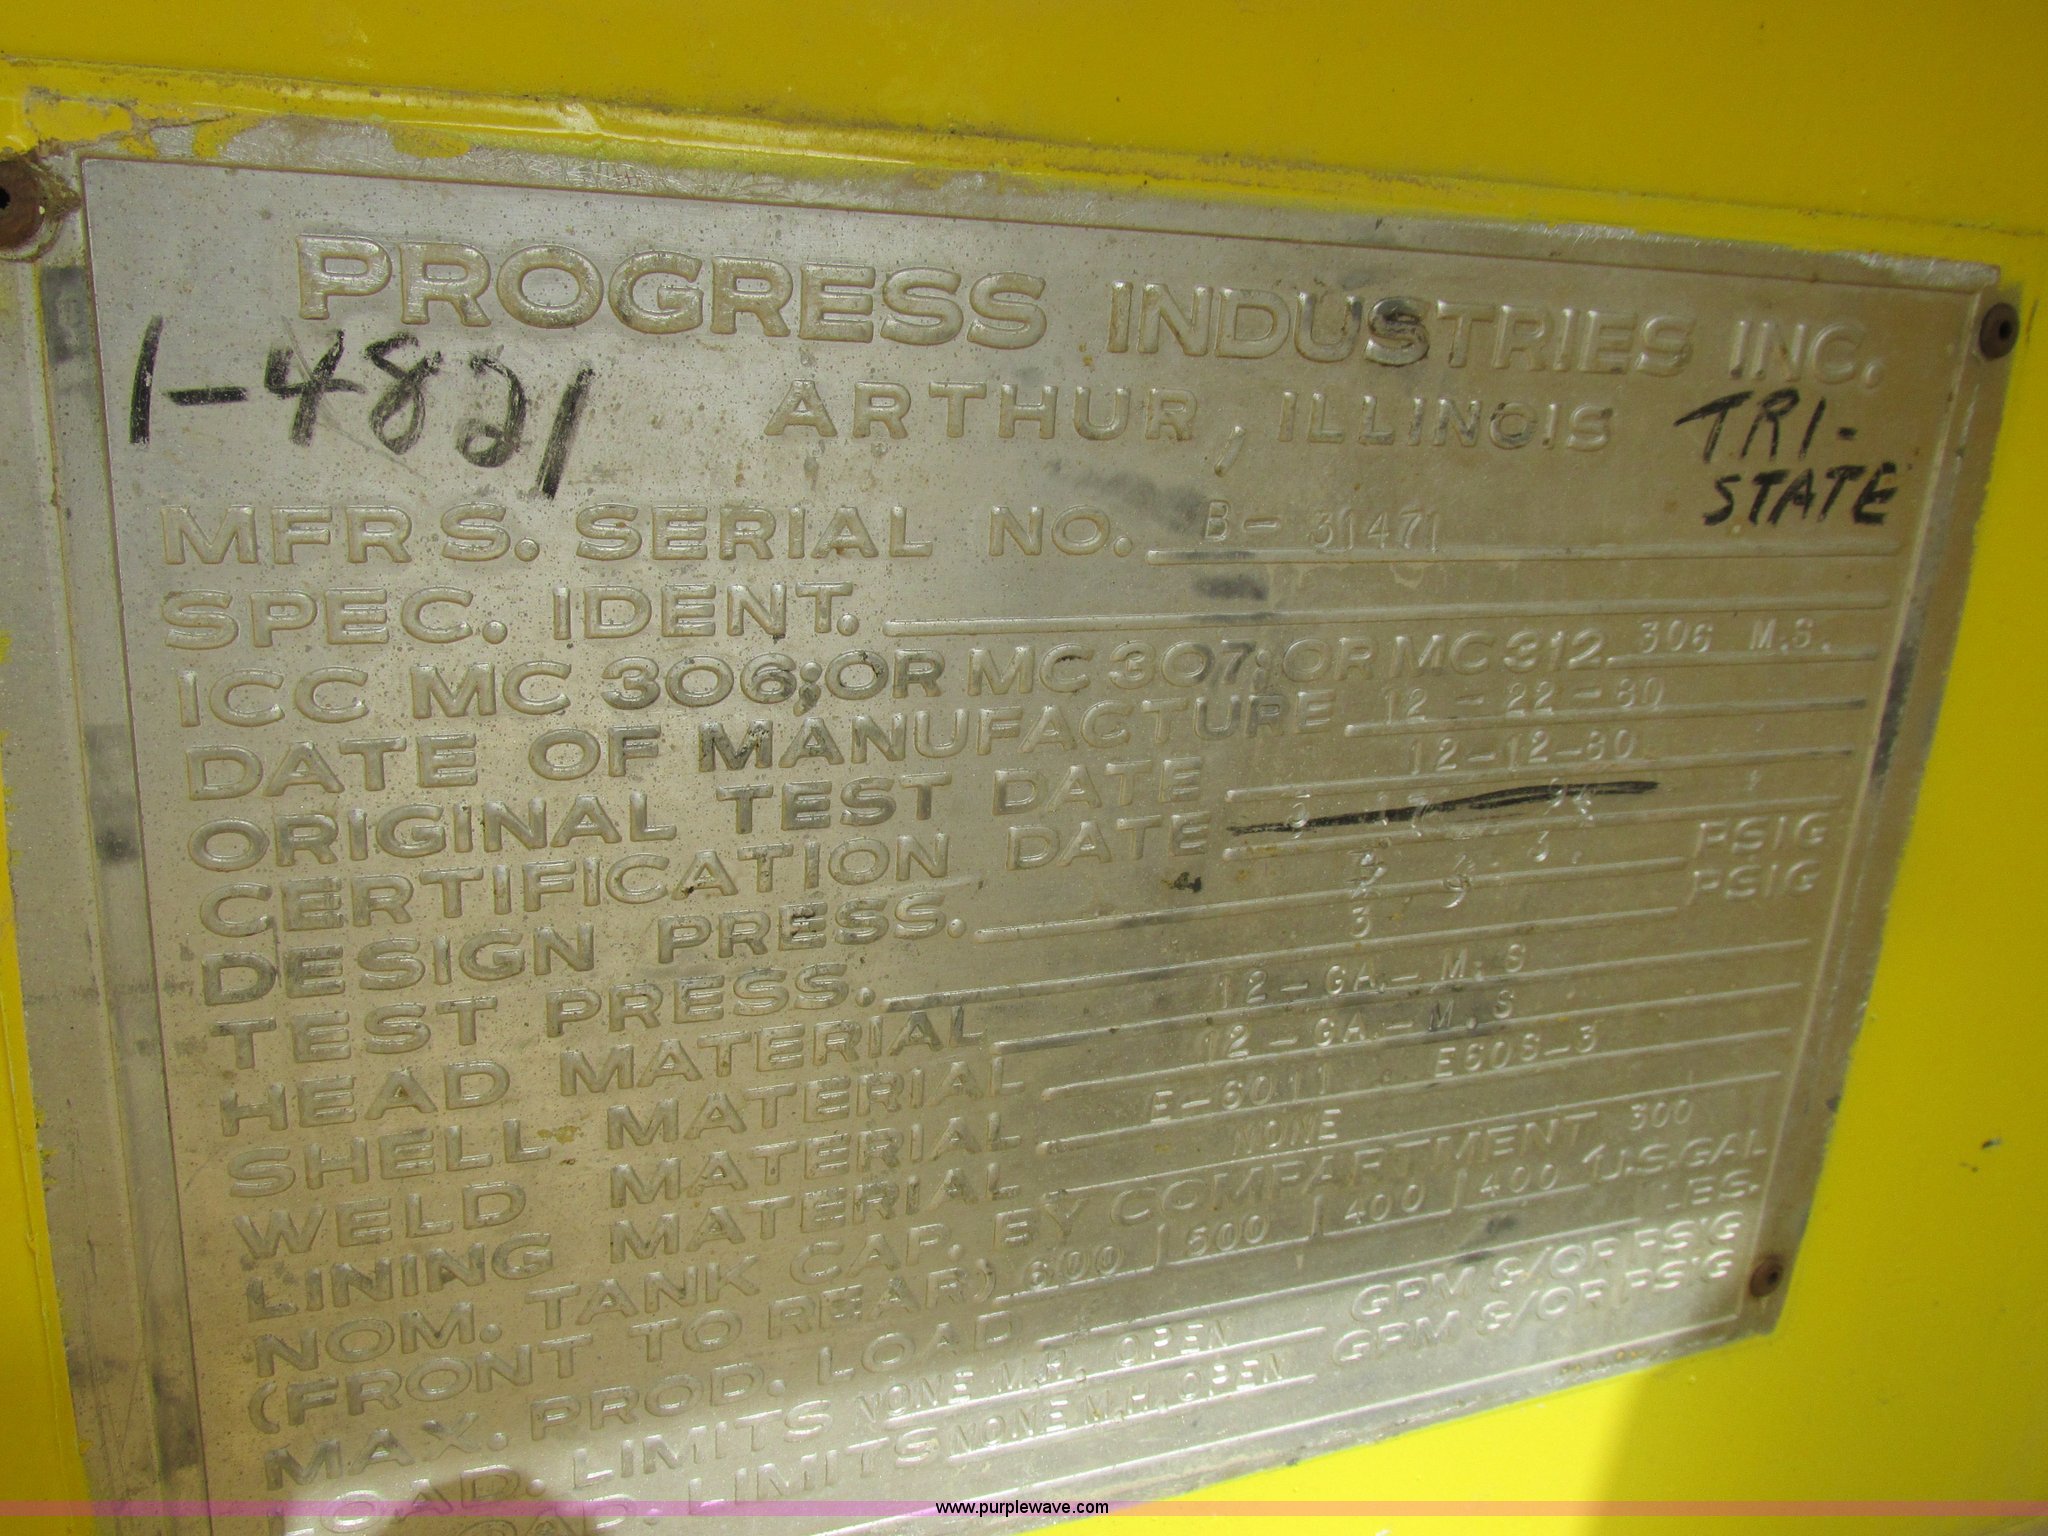 PROGRESS INDUSTRIES INC.
1-4821 ARTHUR, ILLINOIS TRI-
STATE
MFRS. SERIAL NO. B-31471
SPEC. IDENT.
ICC MC 306; OR MC 307; OR MC 312. 306 M.S.
DATE OF MANUFACTURE 12-22-80
ORIGINAL TEST DATE 12-12-80
CERTIFICATION DATE
DESIGN PRESS. PSIG
TEST PRESS. 3 PSIG
HEAD MATERIAL 12-GA.-M.S
SHELL MATERIAL 12-GA.-M.S
WELD MATERIAL E-6011 E60S-3
LINING MATERIAL NONE
NOM. TANK CAP. BY COMPARTMENT 300
(FRONT TO REAR) 600 | 500 | 400 | 400 U.S.GAL
MAX. PROD. LOAD LBS.
LOAD. LIMITS NONE M.H. OPEN GPM &/OR PSIG
LIMITS NONE M.H. OPEN GPM &/OR PSIG
www.purplewave.com